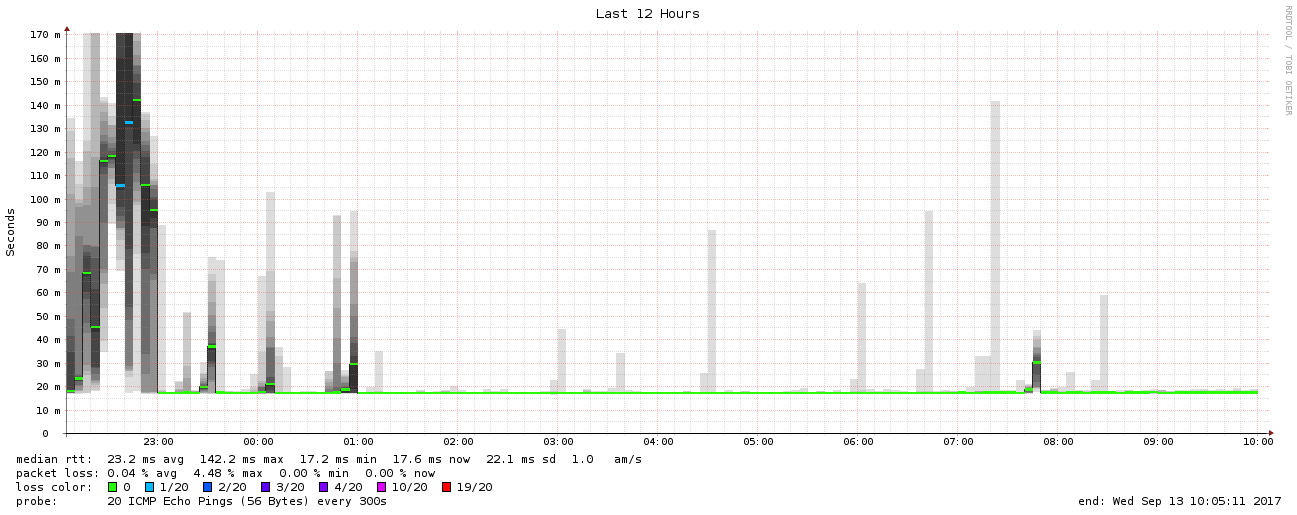 Last 12 Hours
RRDTOOL / TOBI OETIKER
Seconds
170 m
160 m
150 m
140 m
130 m
120 m
110 m
100 m
90 m
80 m
70 m
60 m
50 m
40 m
30 m
20 m
10 m
0
23:00 00:00 01:00 02:00 03:00 04:00 05:00 06:00 07:00 08:00 09:00 10:00
median rtt: 23.2 ms avg 142.2 ms max 17.2 ms min 17.6 ms now 22.1 ms sd 1.0 am/s
packet loss: 0.04 % avg 4.48 % max 0.00 % min 0.00 % now
loss color: 0 1/20 2/20 3/20 4/20 10/20 19/20
probe: 20 ICMP Echo Pings (56 Bytes) every 300s end: Wed Sep 13 10:05:11 2017